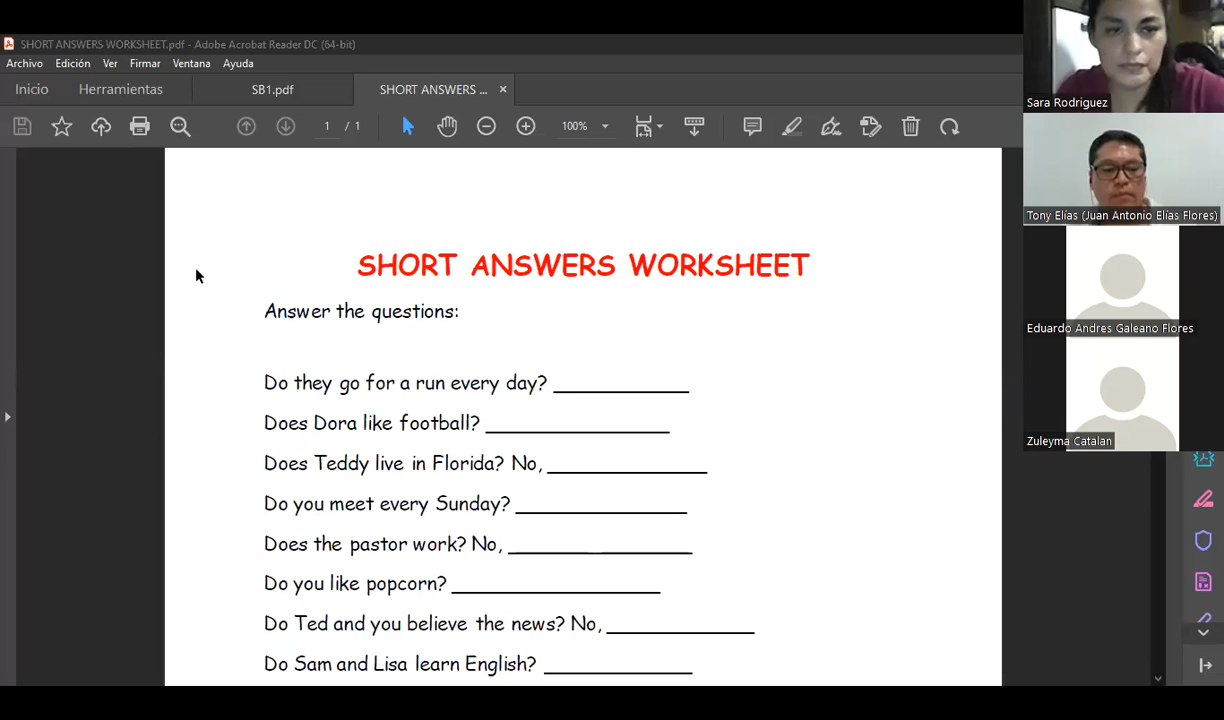 SHORT ANSWERS WORKSHEET.pdf - Adobe Acrobat Reader DC (64-bit)
Archivo Edición Ver Firmar Ventana Ayuda
Inicio Herramientas SB1.pdf SHORT ANSWERS ... ×
1 / 1 100%
SHORT ANSWERS WORKSHEET
Answer the questions:
Do they go for a run every day? ____________
Does Dora like football? ________________
Does Teddy live in Florida? No, ______________
Do you meet every Sunday? _______________
Does the pastor work? No, ________________
Do you like popcorn? __________________
Do Ted and you believe the news? No, _____________
Do Sam and Lisa learn English? _____________
Sara Rodriguez
Tony Elías (Juan Antonio Elías Flores)
Eduardo Andres Galeano Flores
Zuleyma Catalan